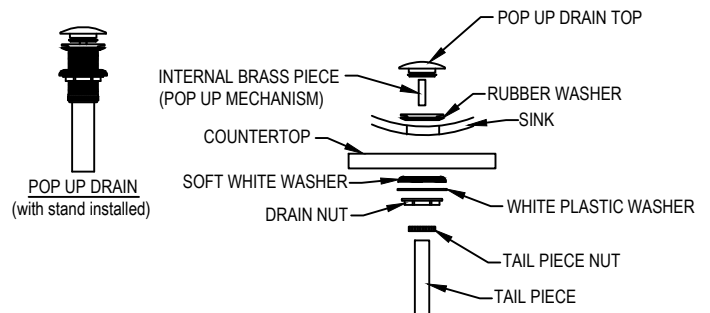 POP UP DRAIN TOP
INTERNAL BRASS PIECE
(POP UP MECHANISM)
RUBBER WASHER
SINK
COUNTERTOP
SOFT WHITE WASHER
WHITE PLASTIC WASHER
DRAIN NUT
TAIL PIECE NUT
TAIL PIECE
POP UP DRAIN
(with stand installed)